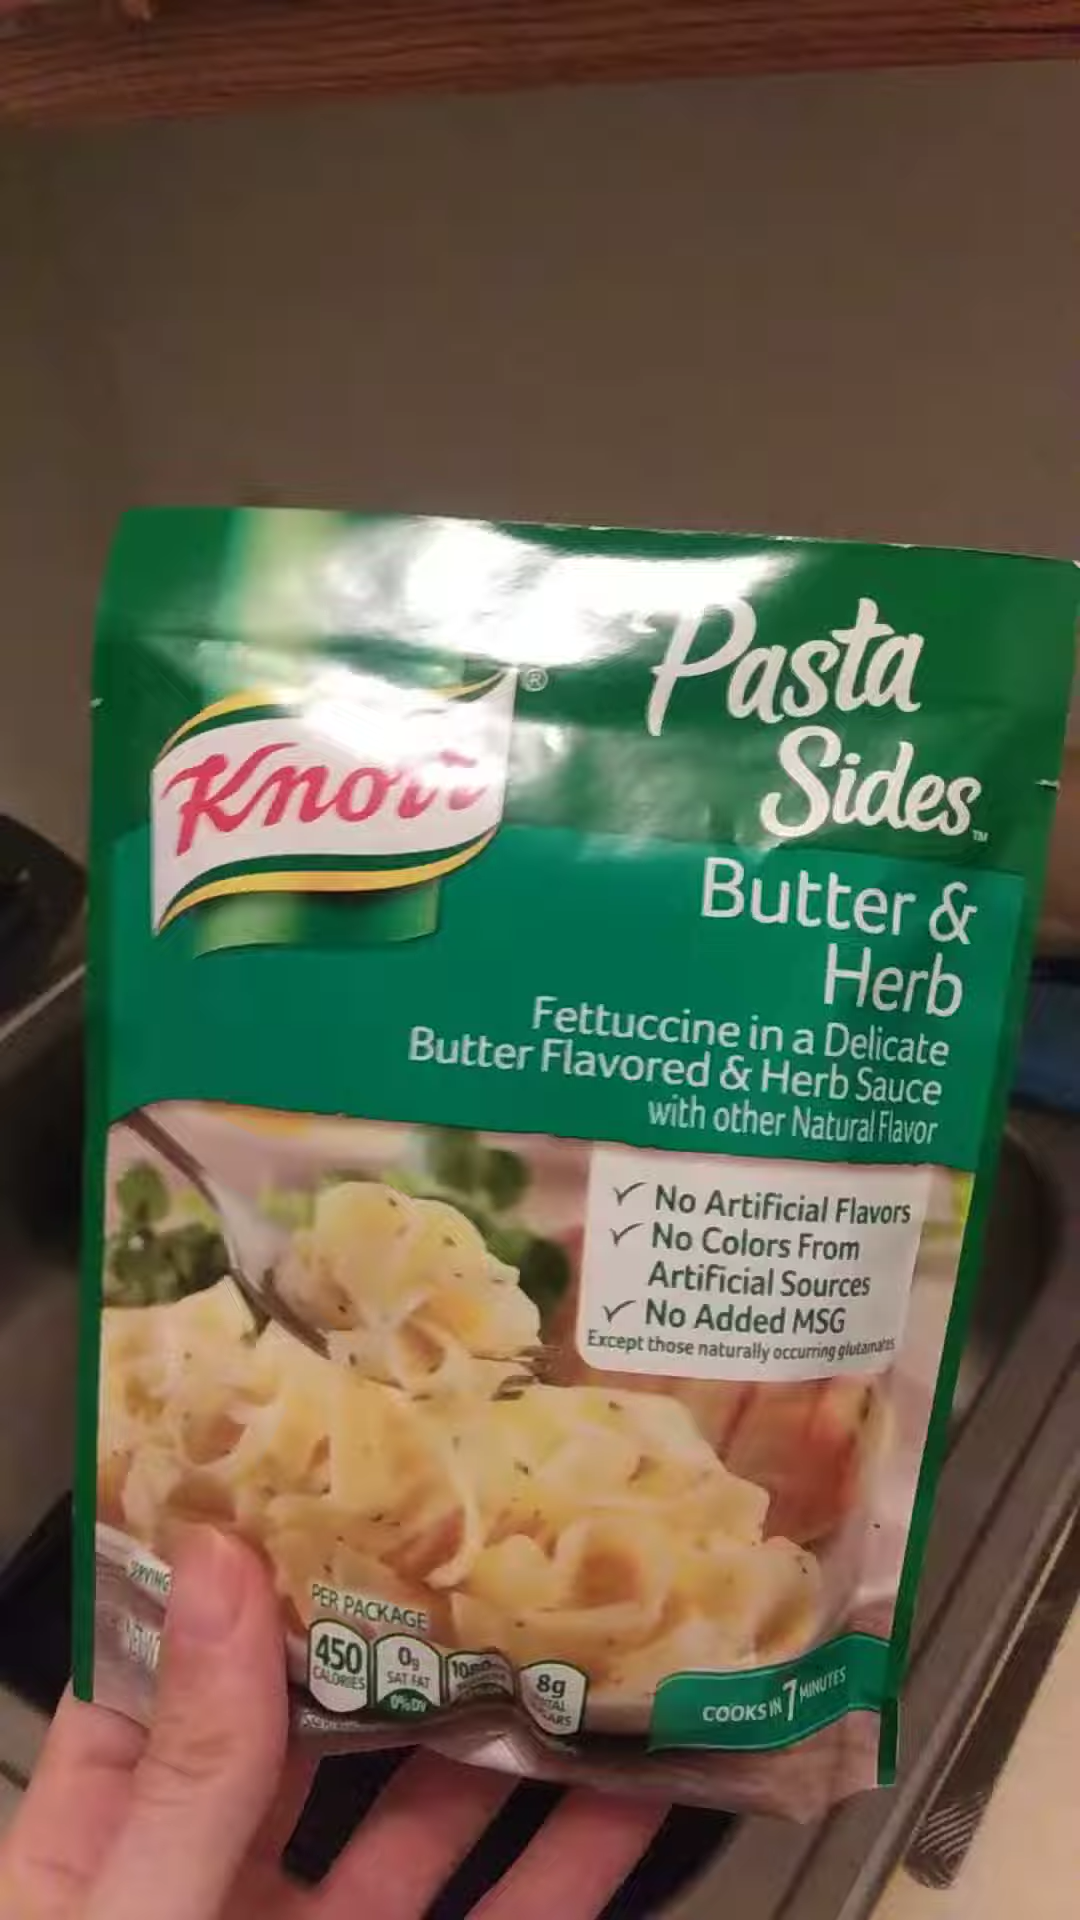 Knorr
®
Pasta
Sides™
Butter &
Herb
Fettuccine in a Delicate
Butter Flavored & Herb Sauce
with other Natural Flavor
✓ No Artificial Flavors
✓ No Colors From
Artificial Sources
✓ No Added MSG
Except those naturally occurring glutamates
PER PACKAGE
450
CALORIES
0g
SAT FAT
0% DV
8g
COOKS IN 7 MINUTES